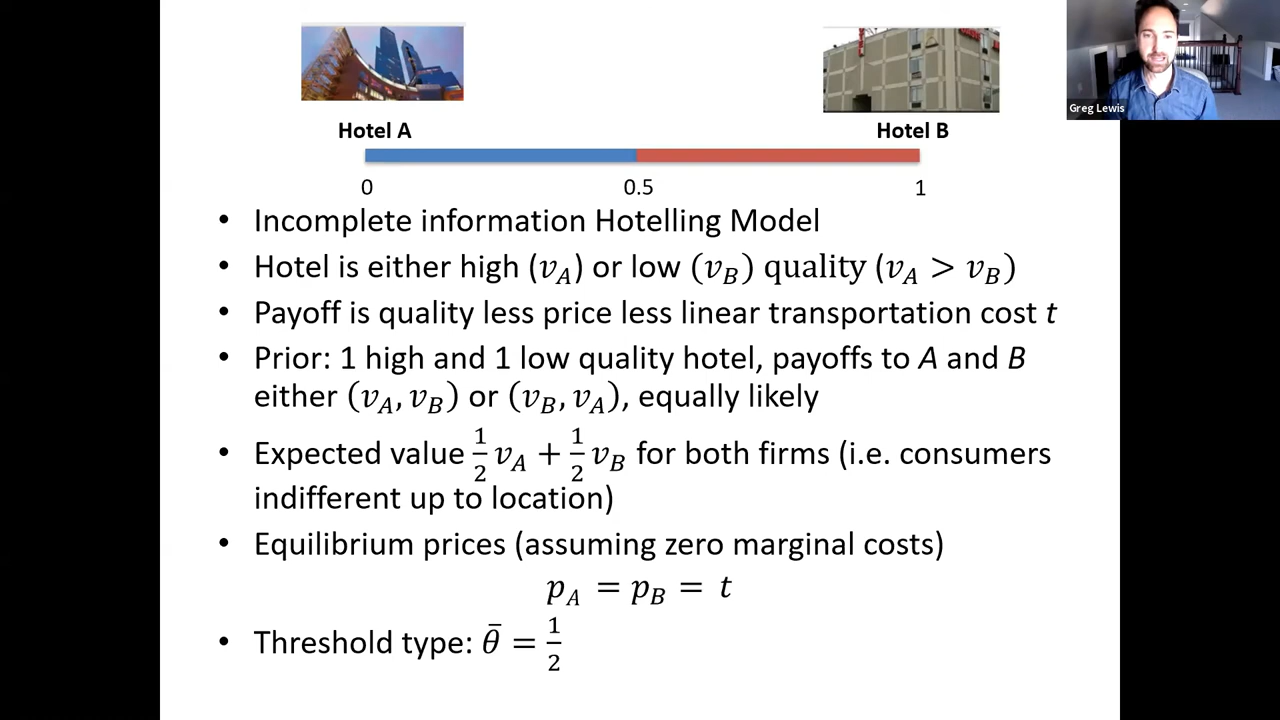 Greg Lewis
Hotel A
Hotel B
0
0.5
1
• Incomplete information Hotelling Model
• Hotel is either high (v_A) or low (v_B) quality (v_A > v_B)
• Payoff is quality less price less linear transportation cost t
• Prior: 1 high and 1 low quality hotel, payoffs to A and B
either (v_A, v_B) or (v_B, v_A), equally likely
• Expected value 1/2 v_A + 1/2 v_B for both firms (i.e. consumers
indifferent up to location)
• Equilibrium prices (assuming zero marginal costs)
p_A = p_B = t
• Threshold type: θ̄ = 1/2